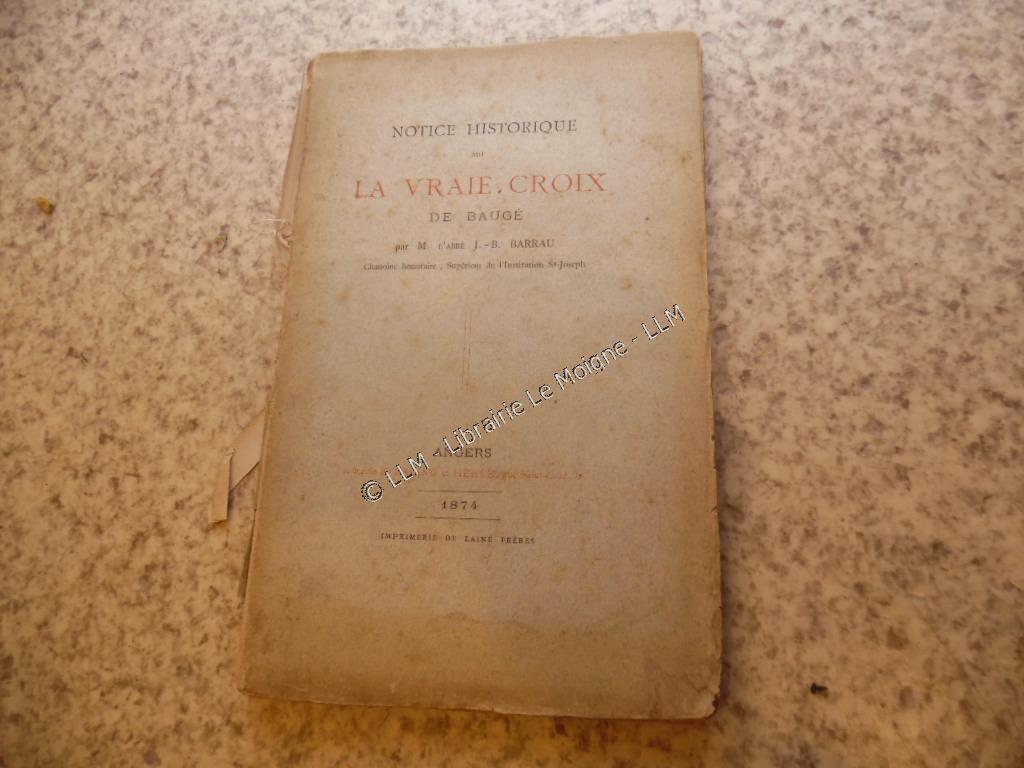 NOTICE HISTORIQUE
SUR
LA VRAIE-CROIX
DE BAUGÉ
par M. L'ABBÉ J.-B. BARRAU
Chanoine honoraire, Supérieur de l'Institution St-Joseph
ANGERS
1874
IMPRIMERIE DE LAINÉ FRÈRES
© LLM - Librairie Le Moigne - LLM